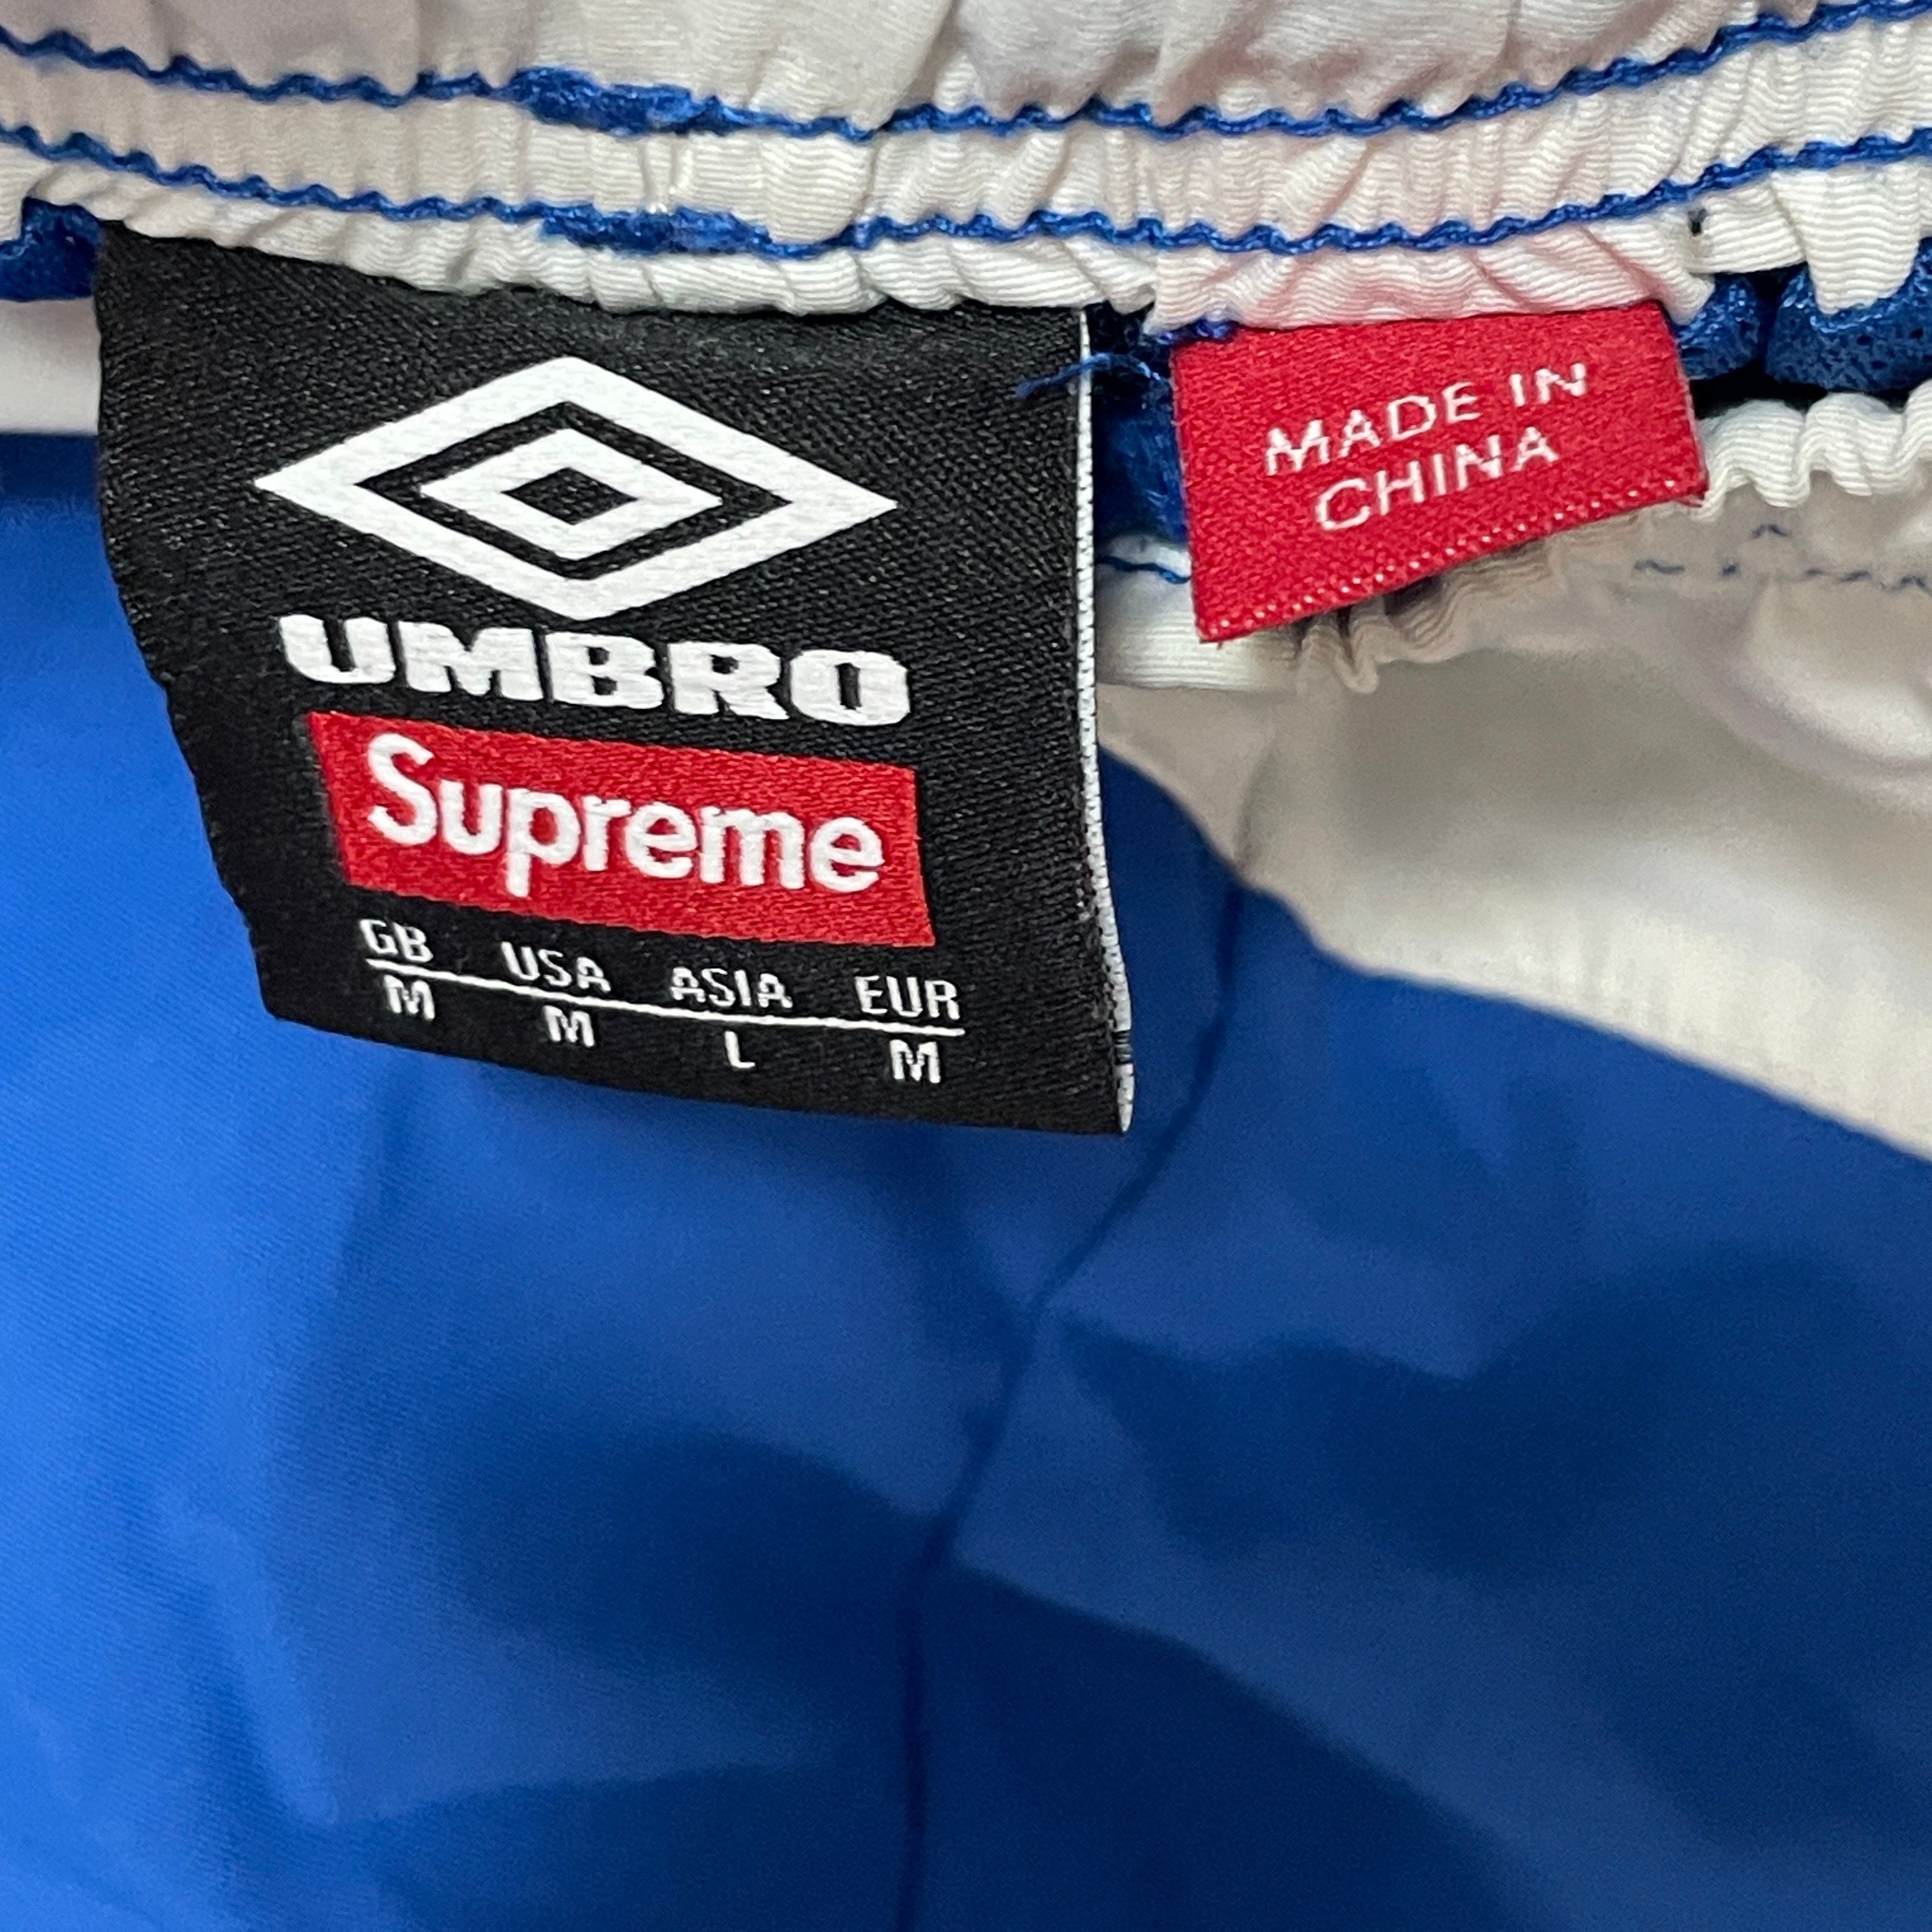 UMBRO
Supreme
GB USA ASIA EUR
M M L M
MADE IN
CHINA